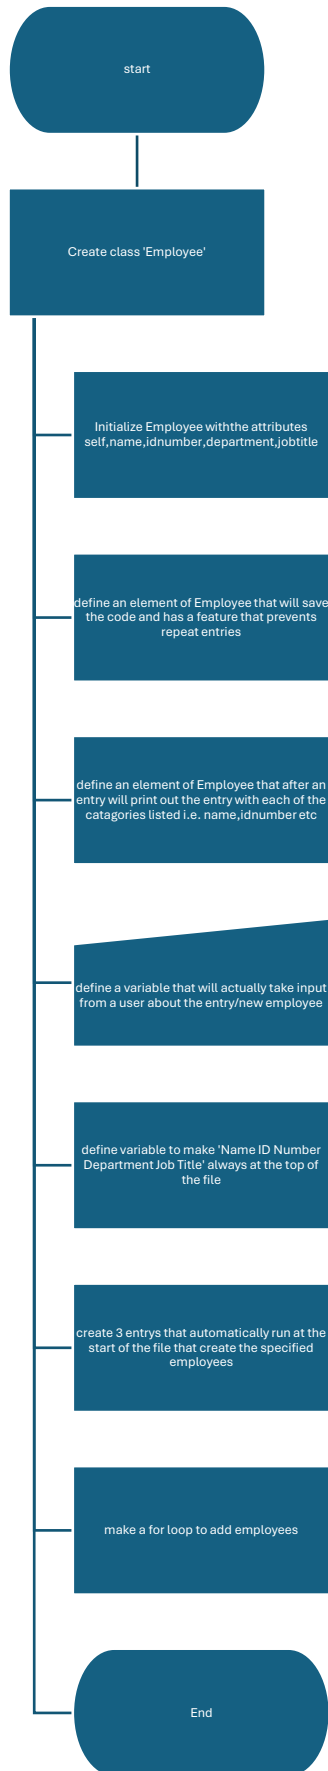 start
Create class 'Employee'
Initialize Employee withthe attributes
self,name,idnumber,department,jobtitle
define an element of Employee that will save
the code and has a feature that prevents
repeat entries
define an element of Employee that after an
entry will print out the entry with each of the
catagories listed i.e. name,idnumber etc
define a variable that will actually take input
from a user about the entry/new employee
define variable to make 'Name ID Number
Department Job Title' always at the top of
the file
create 3 entrys that automatically run at the
start of the file that create the specified
employees
make a for loop to add employees
End